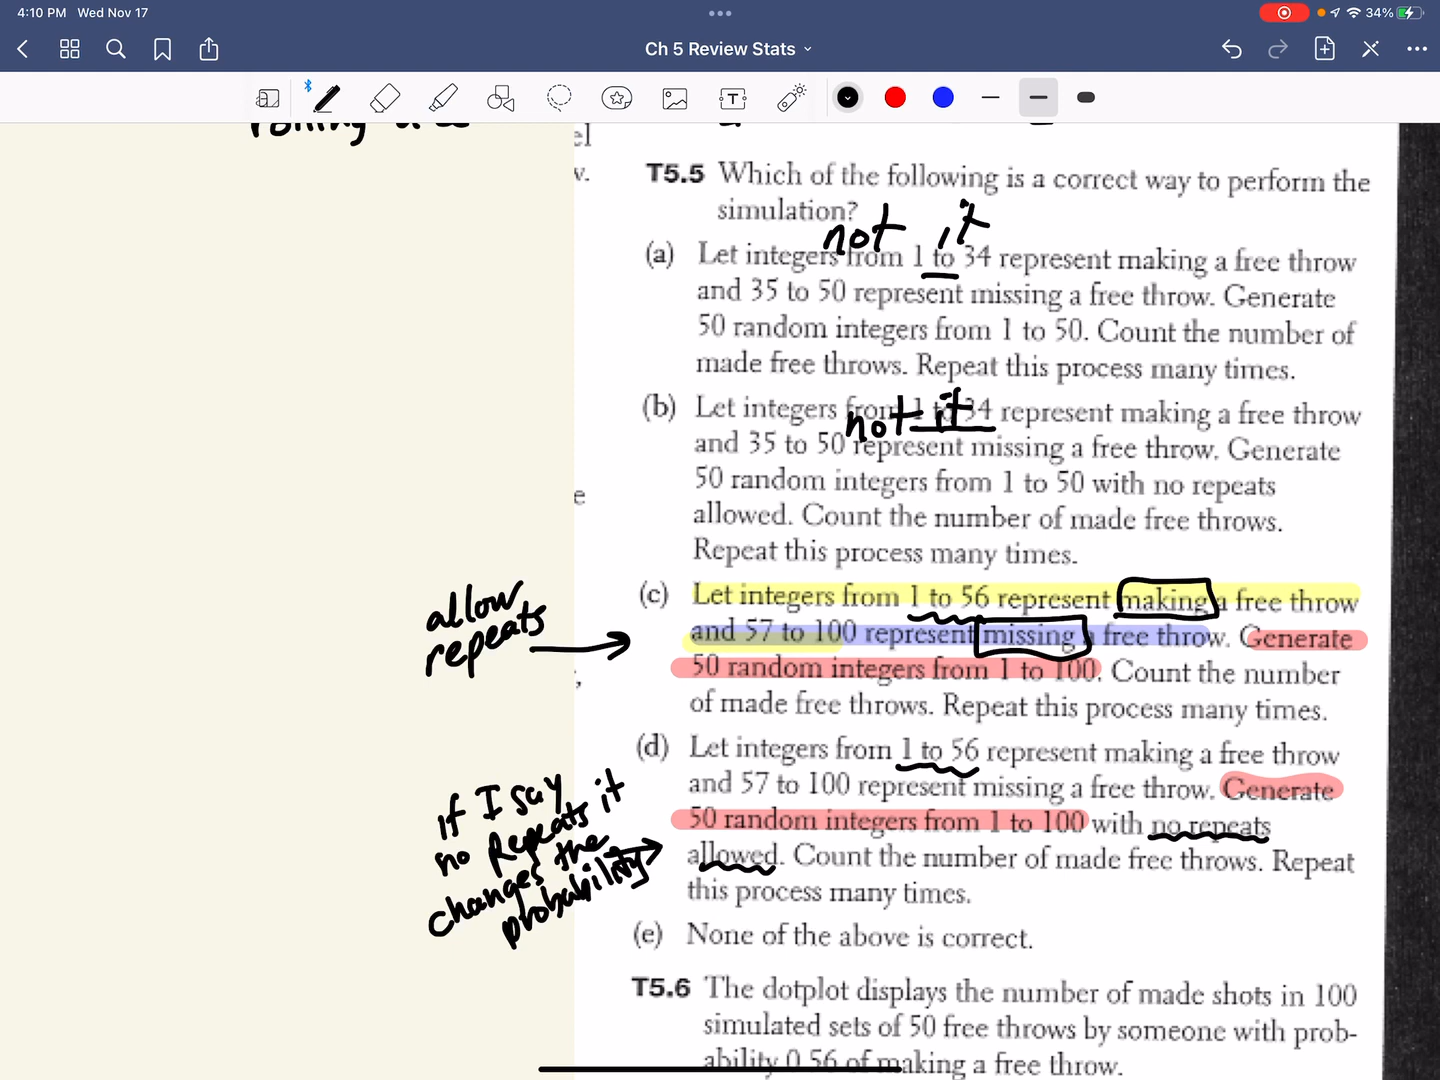 4:10 PM Wed Nov 17
34%
Ch 5 Review Stats
T
el
v.
T5.5 Which of the following is a correct way to perform the
simulation?
not it
(a) Let integers from 1 to 34 represent making a free throw
and 35 to 50 represent missing a free throw. Generate
50 random integers from 1 to 50. Count the number of
made free throws. Repeat this process many times.
(b) Let integers from 1 to 34 represent making a free throw
not it
and 35 to 50 represent missing a free throw. Generate
50 random integers from 1 to 50 with no repeats
e
allowed. Count the number of made free throws.
Repeat this process many times.
allow
repeats
(c) Let integers from 1 to 56 represent making a free throw
and 57 to 100 represent missing a free throw. Generate
50 random integers from 1 to 100. Count the number
of made free throws. Repeat this process many times.
if I say
no Repeats it
changes the
probability
(d) Let integers from 1 to 56 represent making a free throw
and 57 to 100 represent missing a free throw. Generate
50 random integers from 1 to 100 with no repeats
allowed. Count the number of made free throws. Repeat
this process many times.
(e) None of the above is correct.
T5.6 The dotplot displays the number of made shots in 100
simulated sets of 50 free throws by someone with prob-
ability 0.56 of making a free throw.